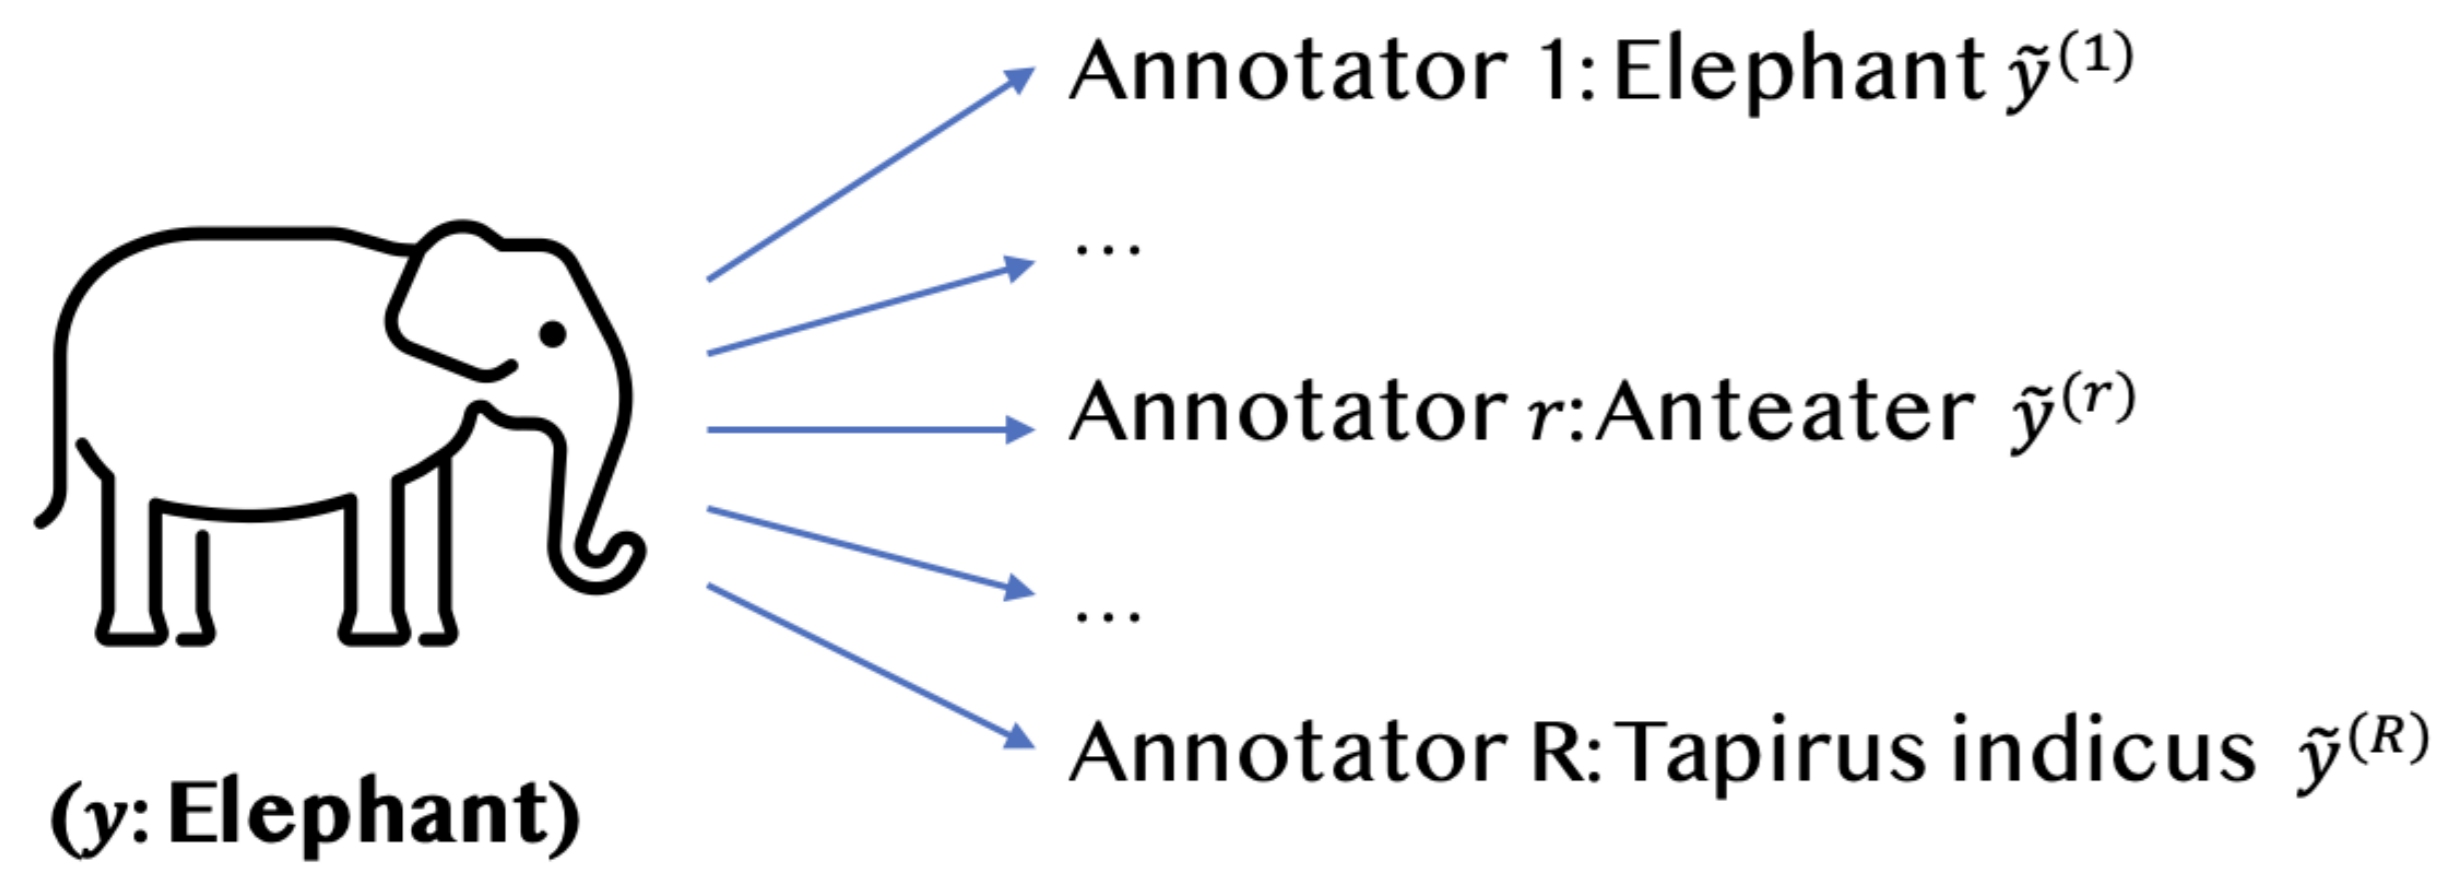 Annotator 1: Elephant ỹ⁽¹⁾
...
Annotator r: Anteater ỹ⁽ʳ⁾
...
Annotator R: Tapirus indicus ỹ⁽ᴿ⁾
(y: Elephant)